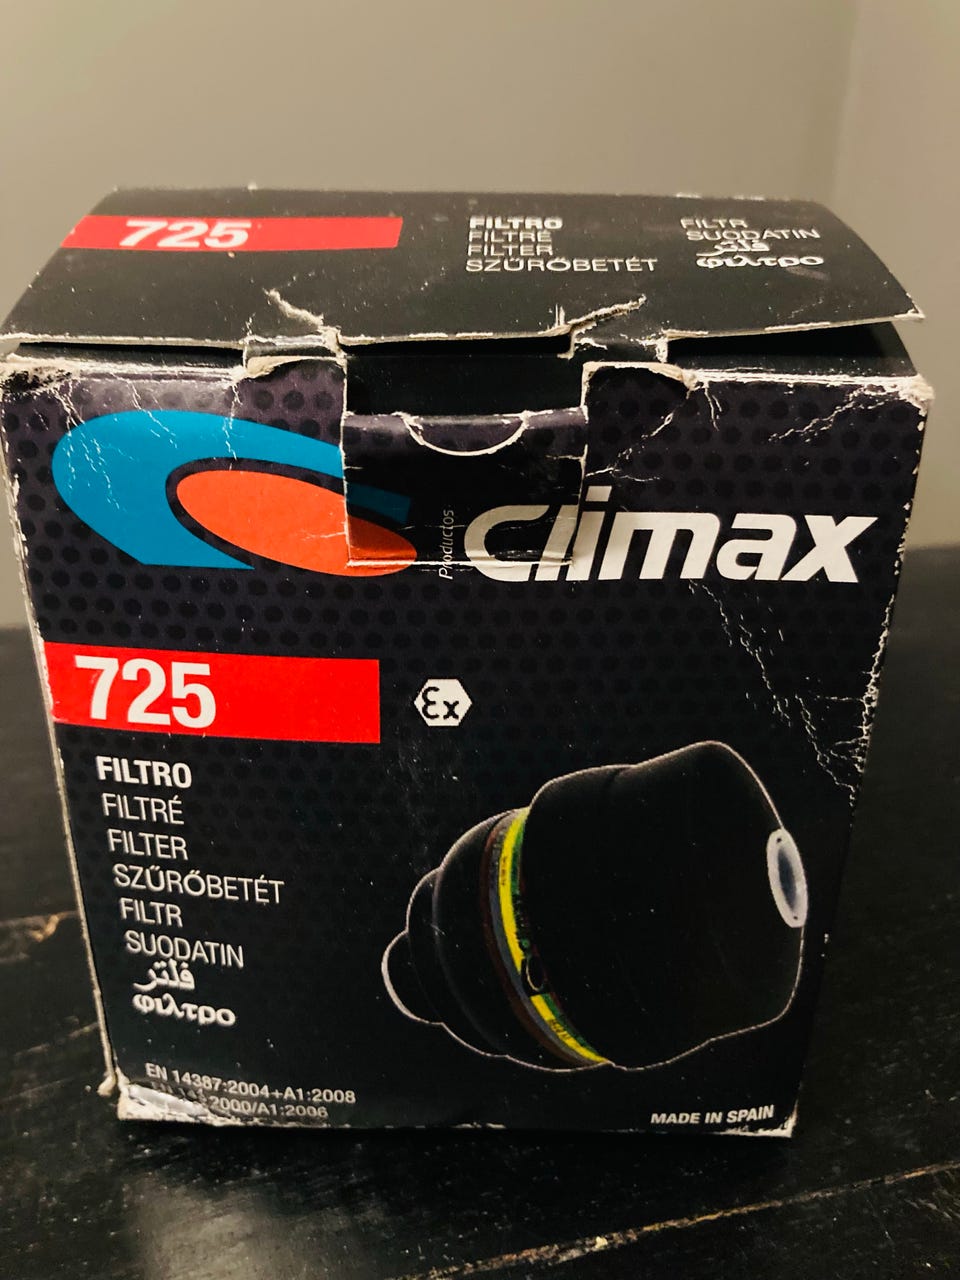 725
FILTRO
FILTRÉ
FILTER
SZŰRŐBETÉT
FILTR
SUODATIN
فلتر
φιλτρο
Productos
Climax
725
Ex
FILTRO
FILTRÉ
FILTER
SZŰRŐBETÉT
FILTR
SUODATIN
فلتر
φιλτρο
EN 14387:2004+A1:2008
2000/A1:2006
MADE IN SPAIN